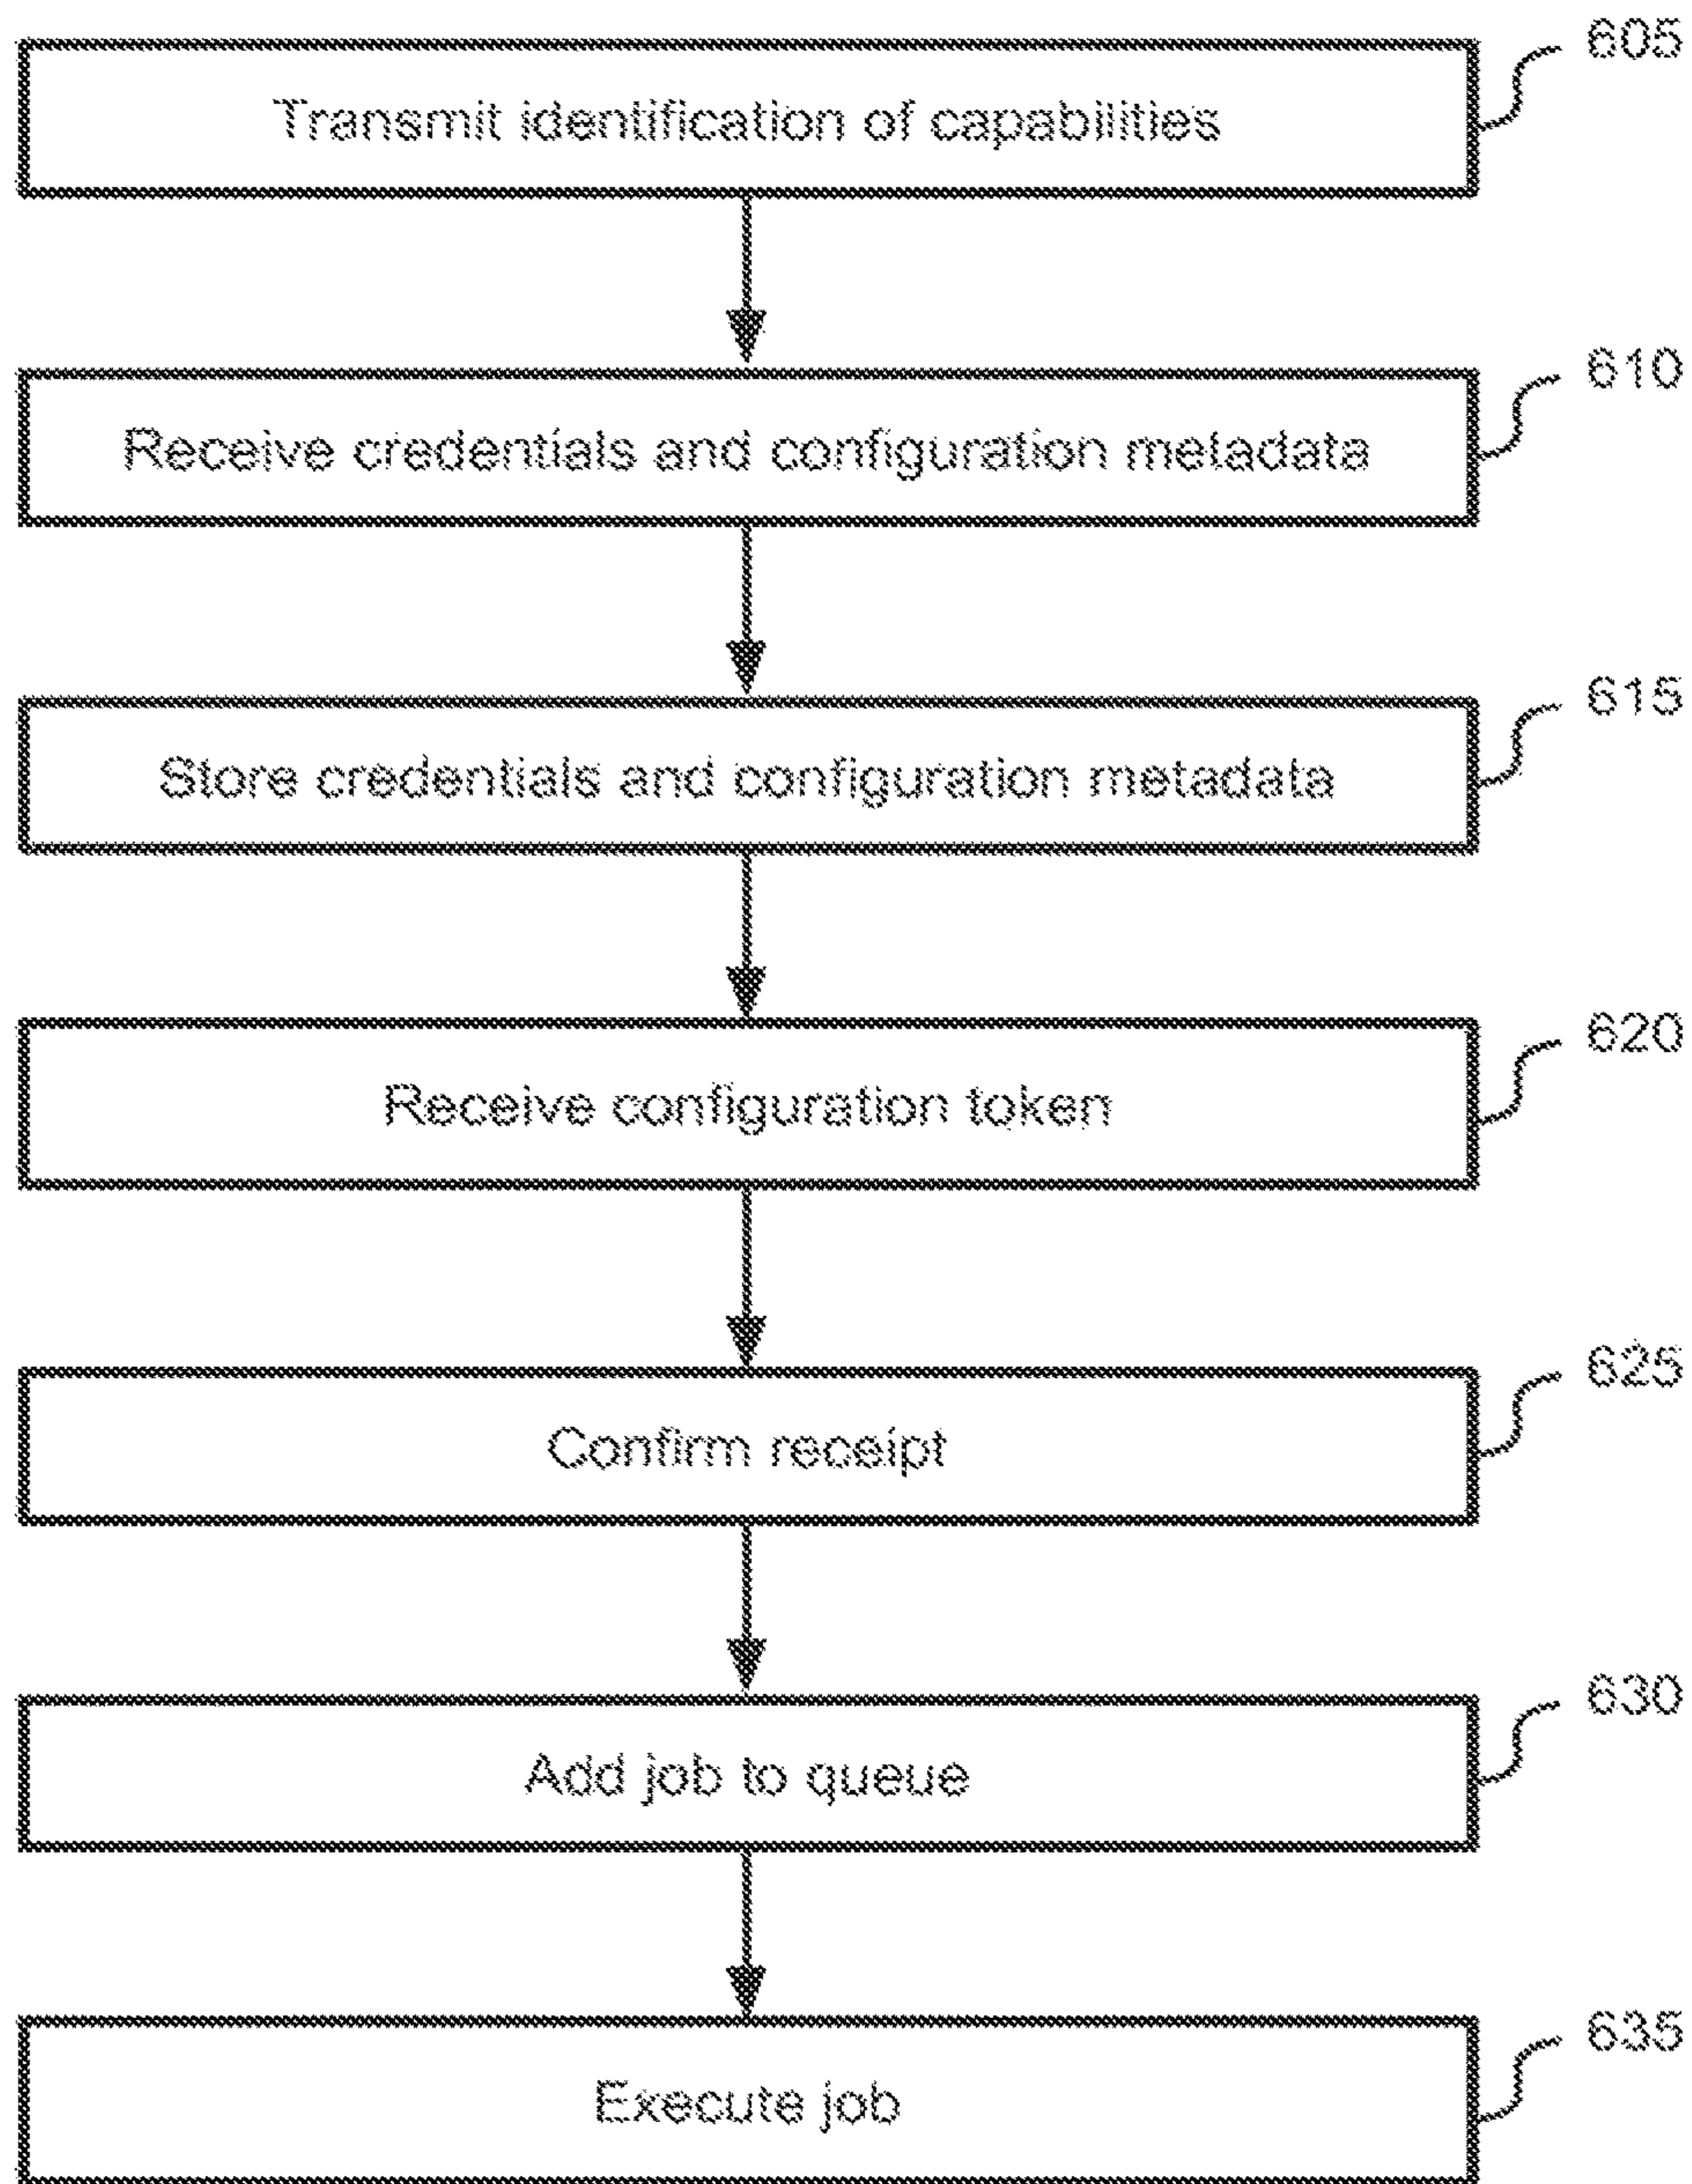 605
Transmit identification of capabilities
610
Receive credentials and configuration metadata
615
Store credentials and configuration metadata
620
Receive configuration token
625
Confirm receipt
630
Add job to queue
635
Execute job